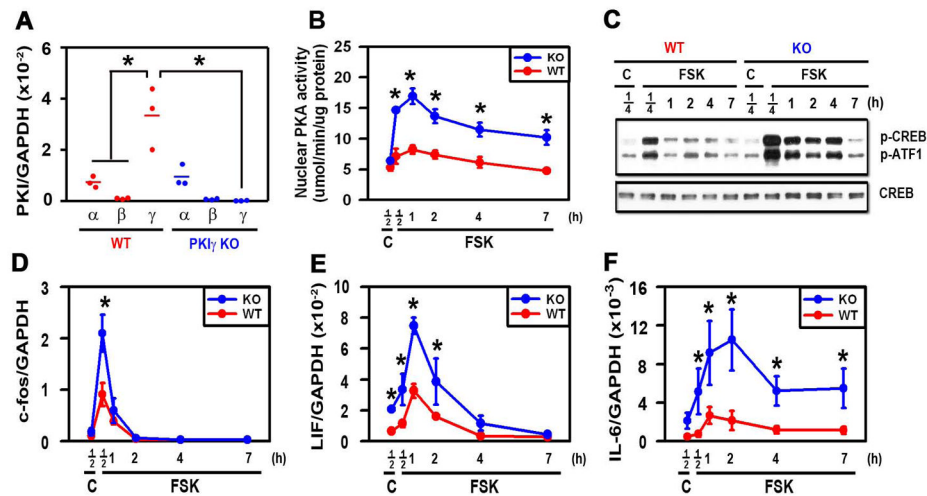 A
PKI/GAPDH (x10-2)
6
4
2
0
*
*
α β γ α β γ
WT PKIγ KO
B
Nuclear PKA activity
(umol/min/ug protein)
25
20
15
10
5
0
KO
WT
* * * * *
1/2 1/2 1 2 4 7 (h)
C FSK
C
WT KO
C FSK C FSK
1/4 1/4 1 2 4 7 1/4 1/4 1 2 4 7 (h)
p-CREB
p-ATF1
CREB
D
c-fos/GAPDH
3
2
1
0
KO
WT
*
1/2 1/2 1 2 4 7 (h)
C FSK
E
LIF/GAPDH (x10-2)
10
8
6
4
2
0
KO
WT
* * * *
1/2 1/2 1 2 4 7 (h)
C FSK
F
IL-6/GAPDH (x10-3)
16
12
8
4
0
KO
WT
* * * * *
1/2 1/2 1 2 4 7 (h)
C FSK